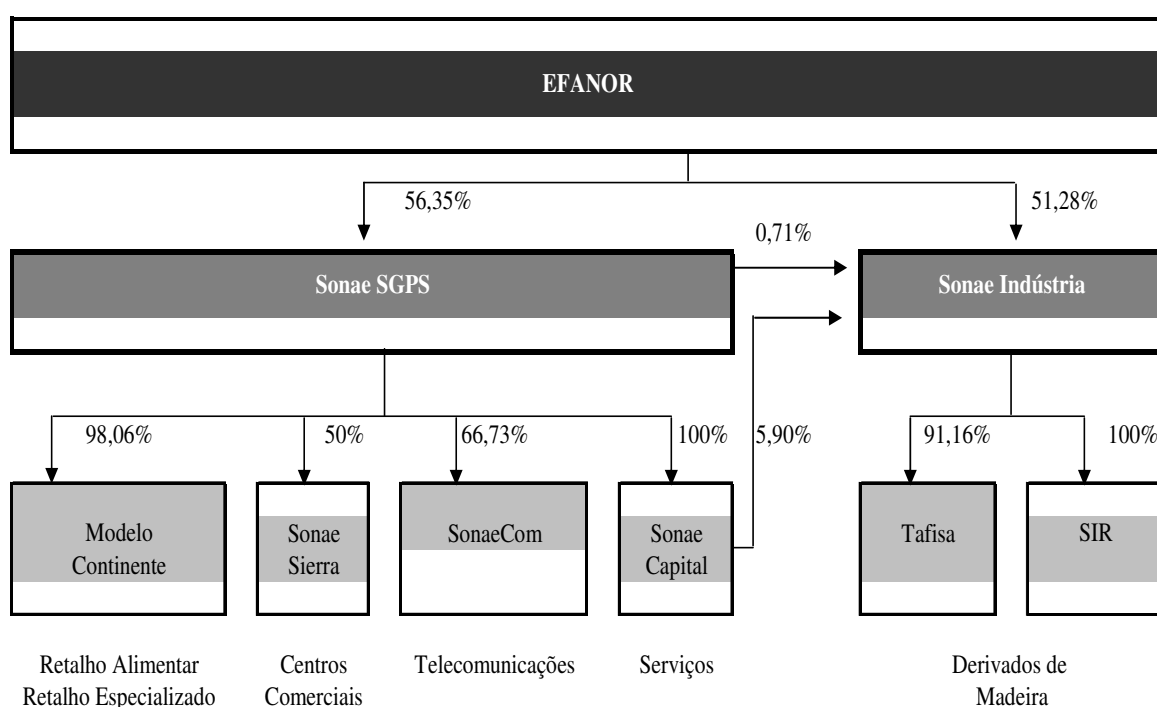 EFANOR
56,35%
51,28%
0,71%
Sonae SGPS
Sonae Indústria
98,06%
50%
66,73%
100%
5,90%
91,16%
100%
Modelo
Continente
Sonae
Sierra
SonaeCom
Sonae
Capital
Tafisa
SIR
Retalho Alimentar
Retalho Especializado
Centros
Comerciais
Telecomunicações
Serviços
Derivados de
Madeira